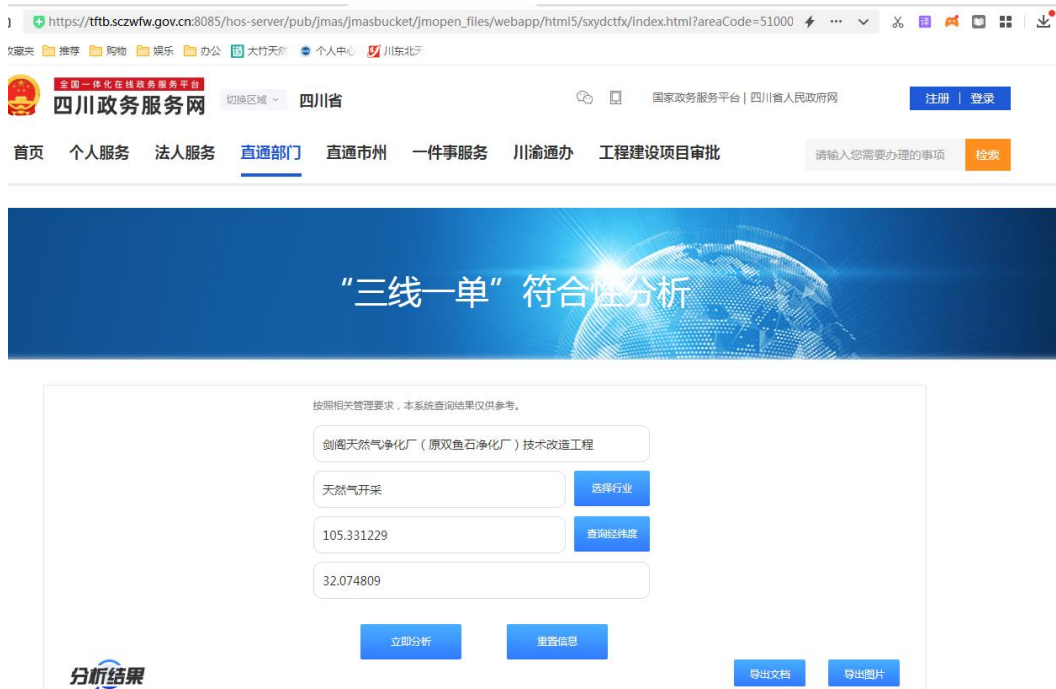 https://tftb.sczwfw.gov.cn:8085/hos-server/pub/jmas/jmasbucket/jmopen_files/webapp/html5/sxydctfx/index.html?areaCode=51000
收藏夹 推荐 购物 娱乐 办公 大竹天然 个人中心 川东北天
全国一体化在线政务服务平台
四川政务服务网 切换区域 四川省 国家政务服务平台 | 四川省人民政府网 注册 | 登录
首页 个人服务 法人服务 直通部门 直通市州 一件事服务 川渝通办 工程建设项目审批 请输入您需要办理的事项 检索
“三线一单”符合性分析
按照相关管理要求，本系统查询结果仅供参考。
剑阁天然气净化厂（原双鱼石净化厂）技术改造工程
天然气开采 选择行业
105.331229 查询经纬度
32.074809
立即分析 重置信息
分析结果 导出文档 导出图片